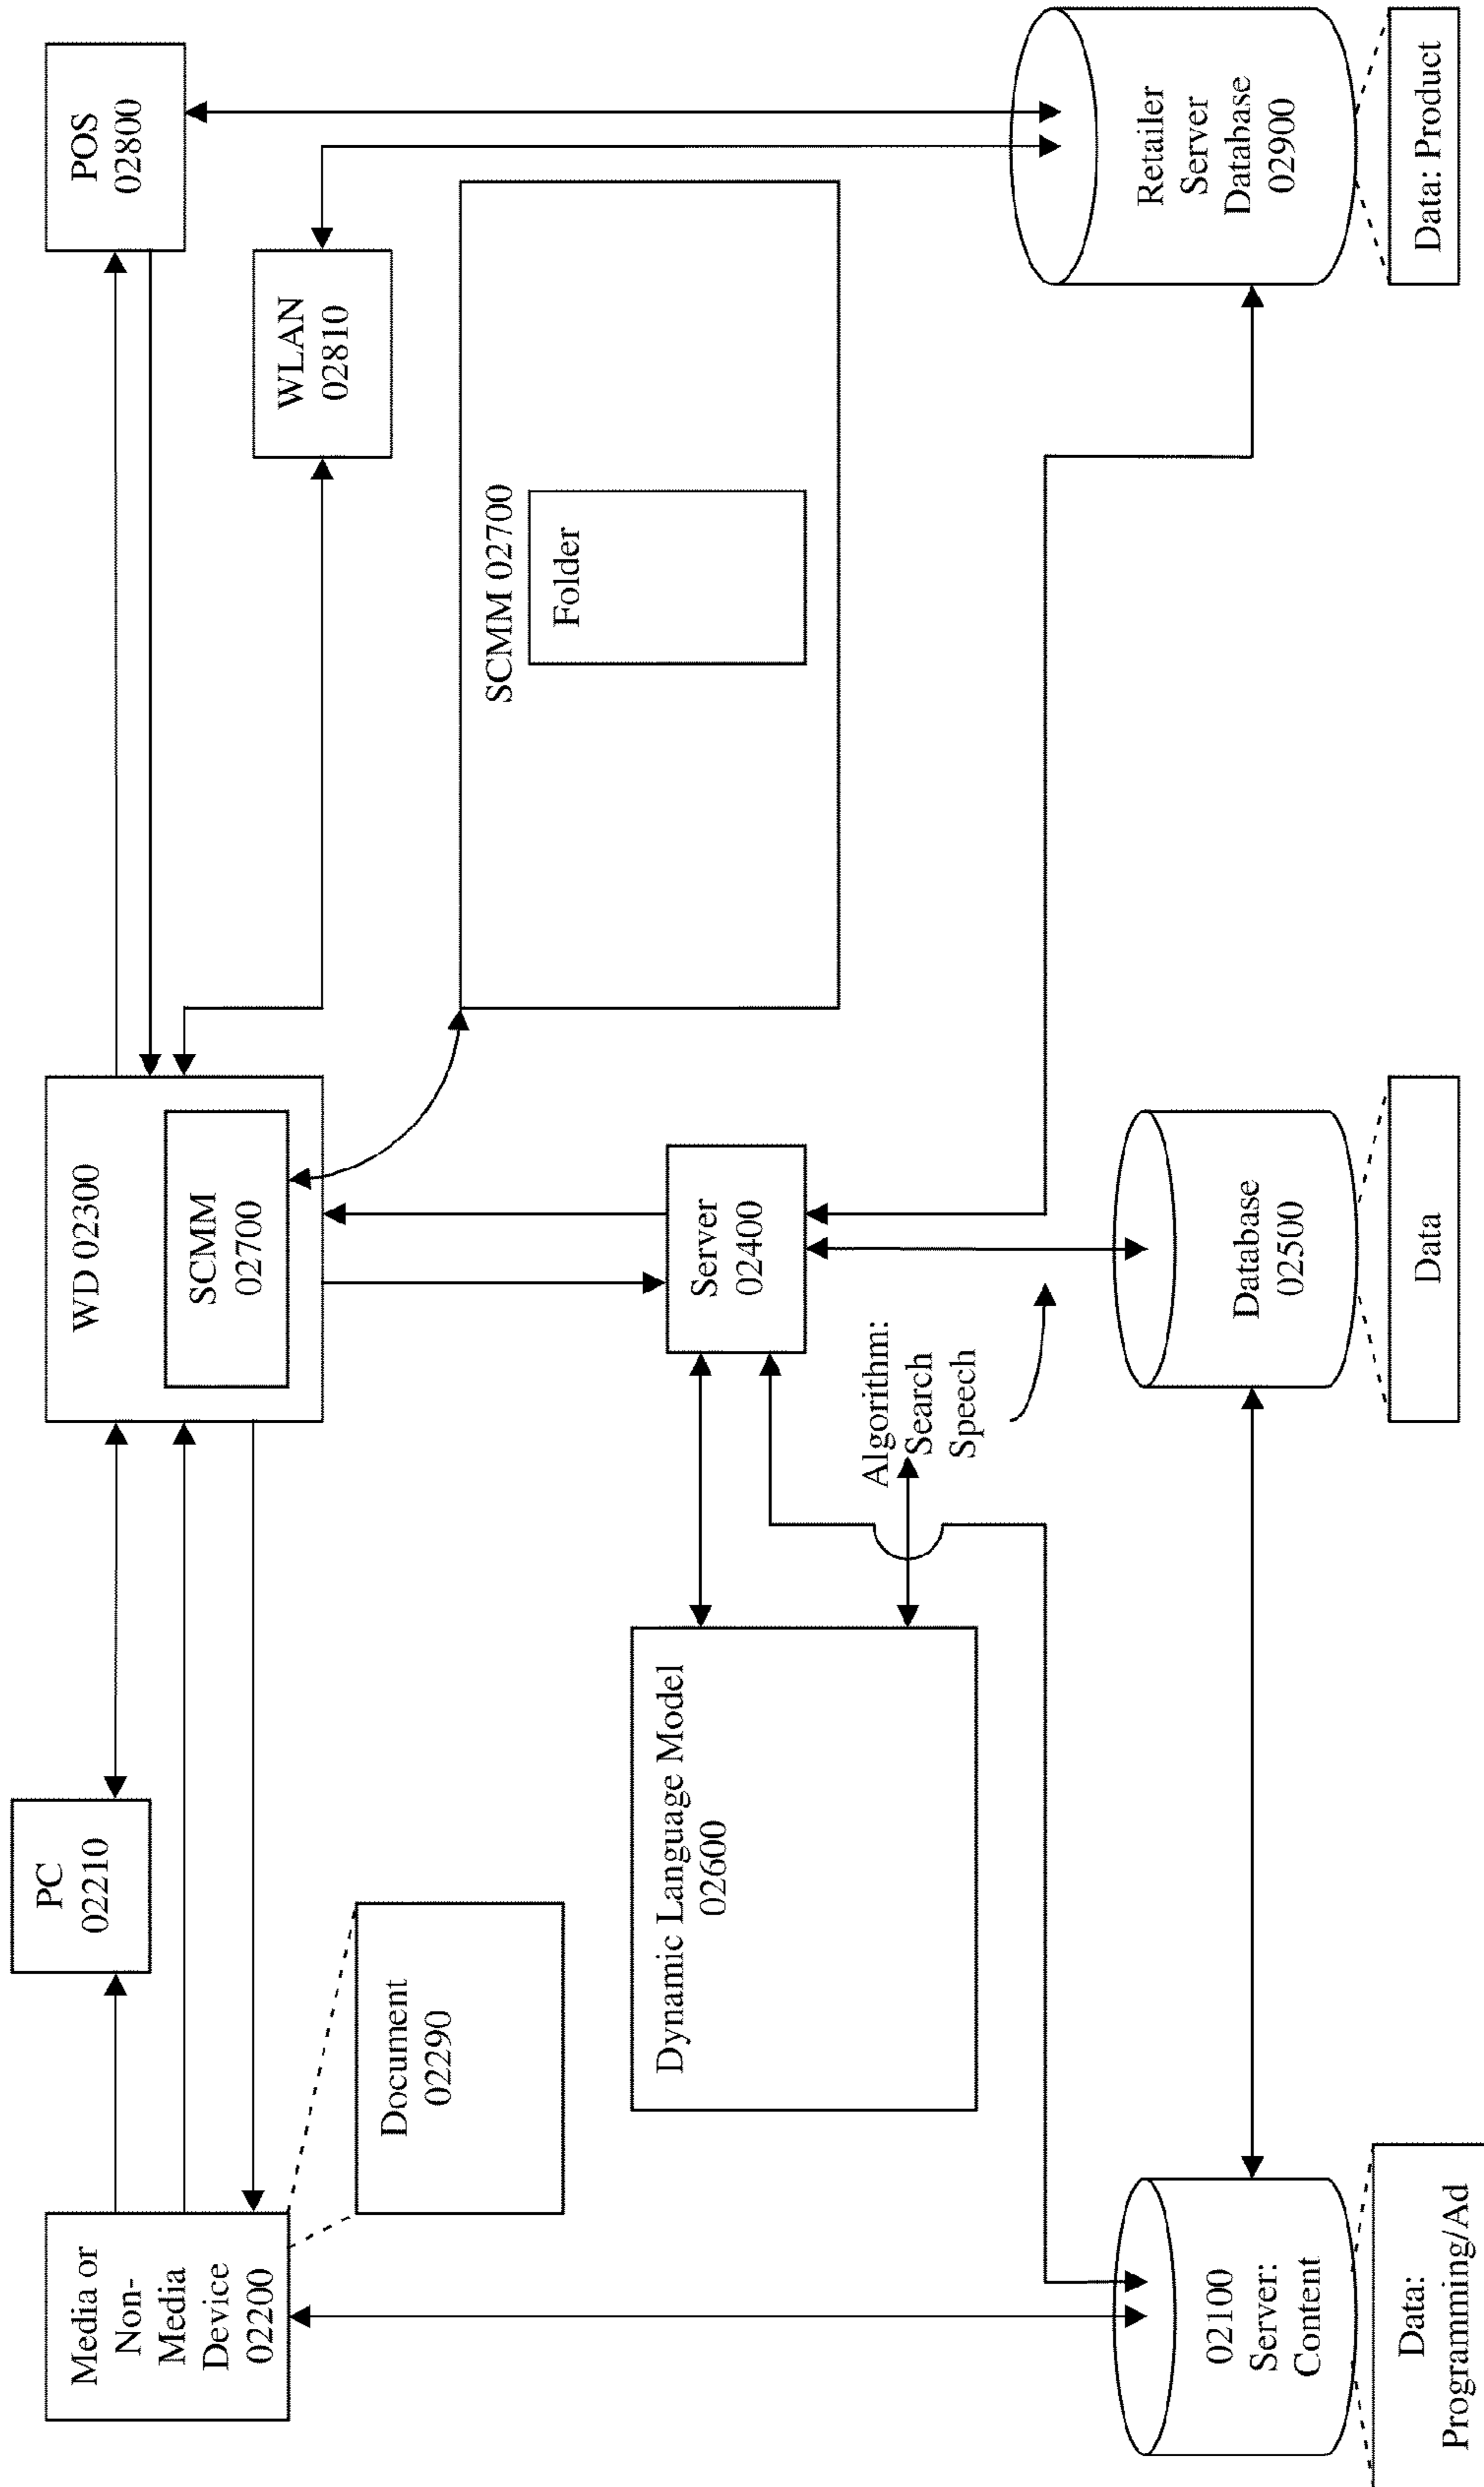 Media or
Non-
Media
Device
02200
PC
02210
WD 02300
SCMM
02700
POS
02800
WLAN
02810
Document
02290
SCMM 02700
Folder
Dynamic Language Model
02600
Server
02400
Algorithm:
Search
Speech
02100
Server:
Content
Database
02500
Retailer
Server
Database
02900
Data:
Programming/Ad
Data
Data: Product